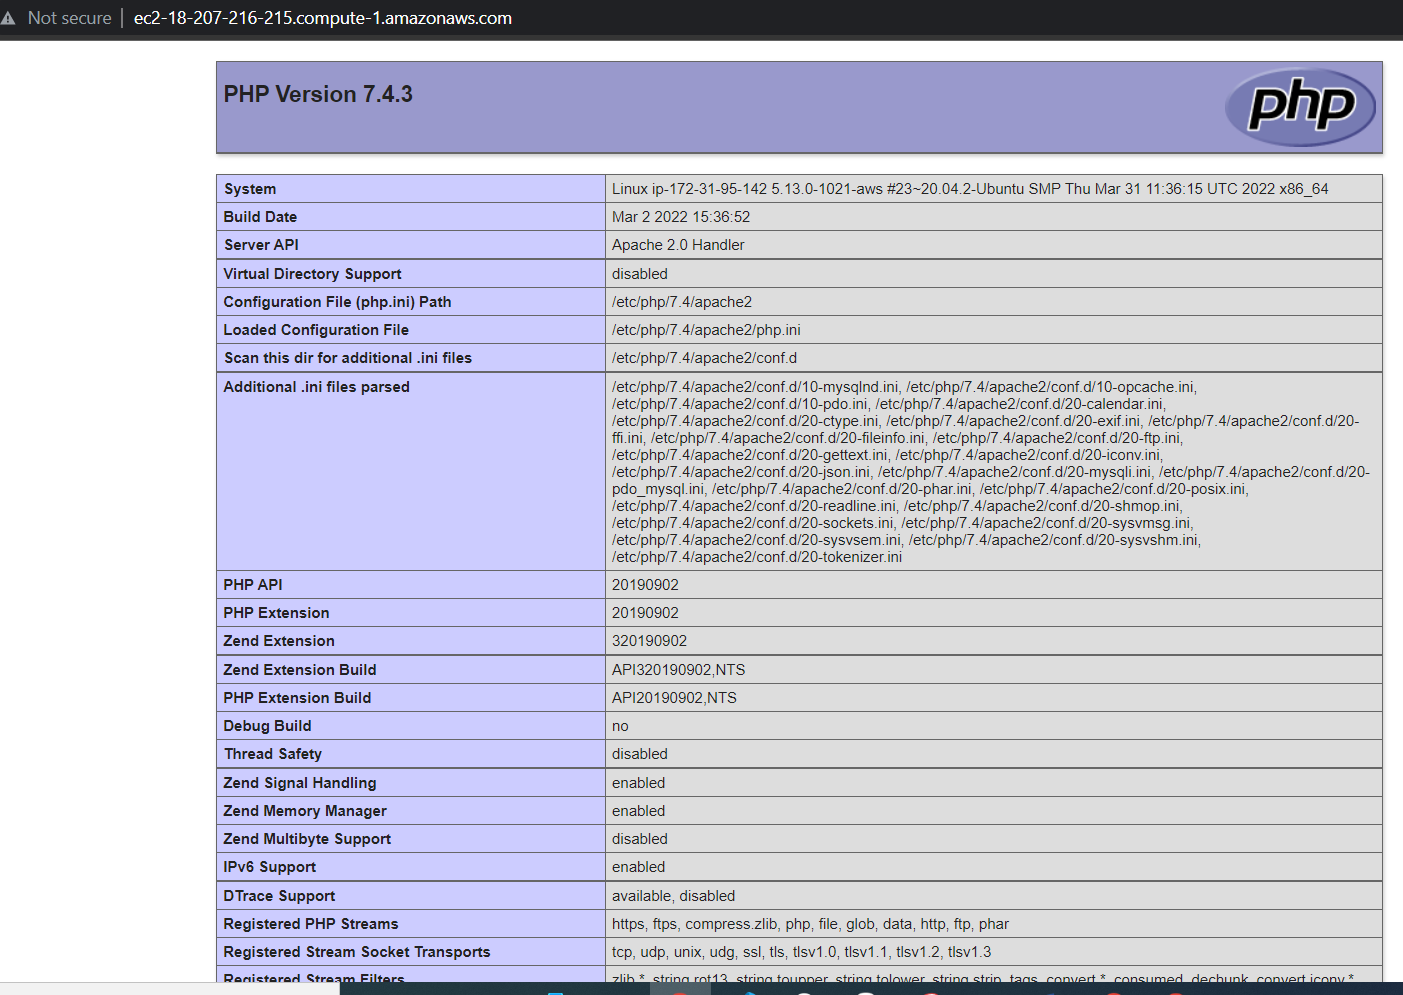 Not secure | ec2-18-207-216-215.compute-1.amazonaws.com
PHP Version 7.4.3
php
System Linux ip-172-31-95-142 5.13.0-1021-aws #23~20.04.2-Ubuntu SMP Thu Mar 31 11:36:15 UTC 2022 x86_64
Build Date Mar 2 2022 15:36:52
Server API Apache 2.0 Handler
Virtual Directory Support disabled
Configuration File (php.ini) Path /etc/php/7.4/apache2
Loaded Configuration File /etc/php/7.4/apache2/php.ini
Scan this dir for additional .ini files /etc/php/7.4/apache2/conf.d
Additional .ini files parsed /etc/php/7.4/apache2/conf.d/10-mysqlnd.ini, /etc/php/7.4/apache2/conf.d/10-opcache.ini,
/etc/php/7.4/apache2/conf.d/10-pdo.ini, /etc/php/7.4/apache2/conf.d/20-calendar.ini,
/etc/php/7.4/apache2/conf.d/20-ctype.ini, /etc/php/7.4/apache2/conf.d/20-exif.ini, /etc/php/7.4/apache2/conf.d/20-
ffi.ini, /etc/php/7.4/apache2/conf.d/20-fileinfo.ini, /etc/php/7.4/apache2/conf.d/20-ftp.ini,
/etc/php/7.4/apache2/conf.d/20-gettext.ini, /etc/php/7.4/apache2/conf.d/20-iconv.ini,
/etc/php/7.4/apache2/conf.d/20-json.ini, /etc/php/7.4/apache2/conf.d/20-mysqli.ini, /etc/php/7.4/apache2/conf.d/20-
pdo_mysql.ini, /etc/php/7.4/apache2/conf.d/20-phar.ini, /etc/php/7.4/apache2/conf.d/20-posix.ini,
/etc/php/7.4/apache2/conf.d/20-readline.ini, /etc/php/7.4/apache2/conf.d/20-shmop.ini,
/etc/php/7.4/apache2/conf.d/20-sockets.ini, /etc/php/7.4/apache2/conf.d/20-sysvmsg.ini,
/etc/php/7.4/apache2/conf.d/20-sysvsem.ini, /etc/php/7.4/apache2/conf.d/20-sysvshm.ini,
/etc/php/7.4/apache2/conf.d/20-tokenizer.ini
PHP API 20190902
PHP Extension 20190902
Zend Extension 320190902
Zend Extension Build API320190902,NTS
PHP Extension Build API20190902,NTS
Debug Build no
Thread Safety disabled
Zend Signal Handling enabled
Zend Memory Manager enabled
Zend Multibyte Support disabled
IPv6 Support enabled
DTrace Support available, disabled
Registered PHP Streams https, ftps, compress.zlib, php, file, glob, data, http, ftp, phar
Registered Stream Socket Transports tcp, udp, unix, udg, ssl, tls, tlsv1.0, tlsv1.1, tlsv1.2, tlsv1.3
Registered Stream Filters zlib.*, string.rot13, string.toupper, string.tolower, string.strip_tags, convert.*, consumed, dechunk, convert.iconv.*